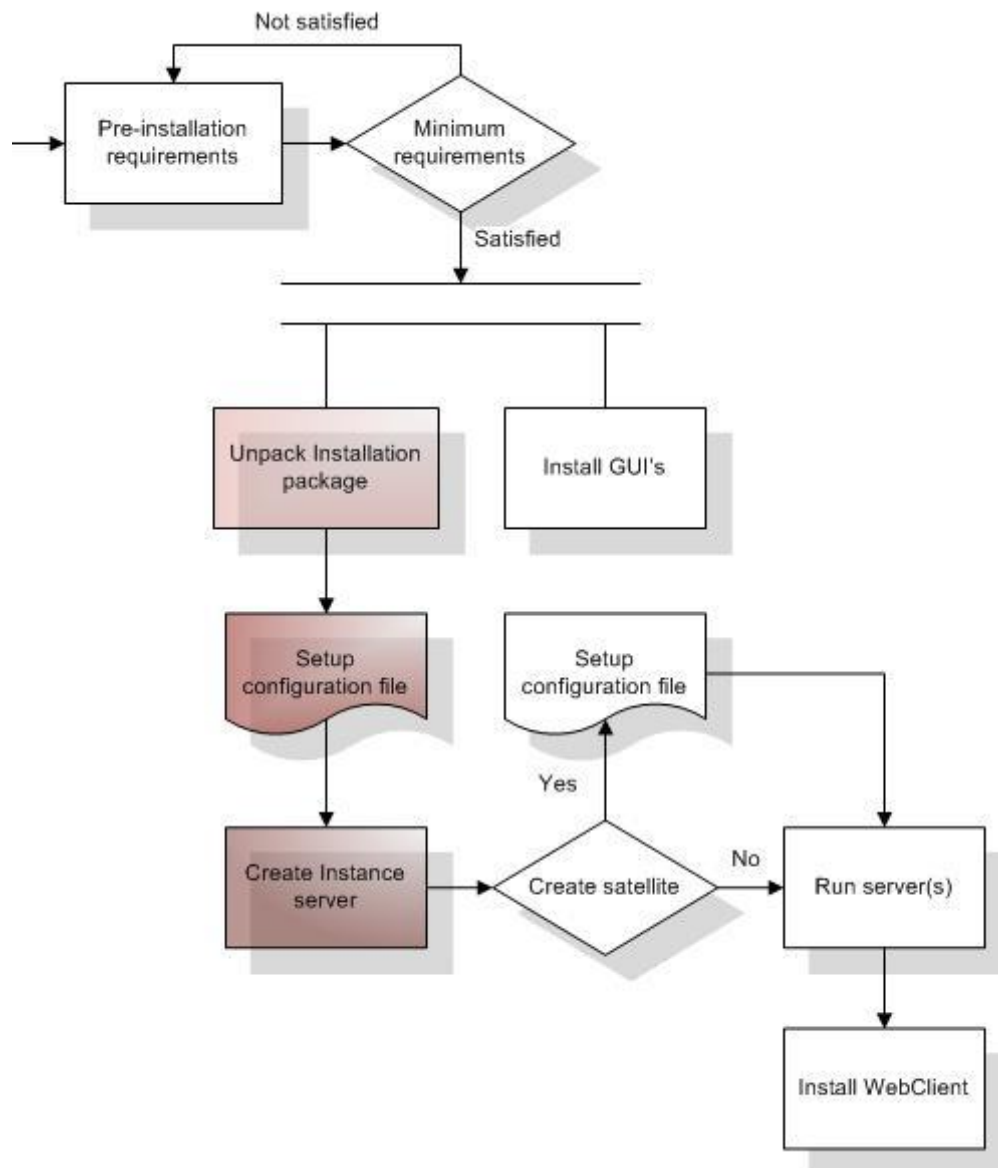 Not satisfied
Pre-installation
requirements
Minimum
requirements
Satisfied
Unpack Installation
package
Install GUI's
Setup
configuration file
Setup
configuration file
Yes
Create Instance
server
Create satellite
No
Run server(s)
Install WebClient